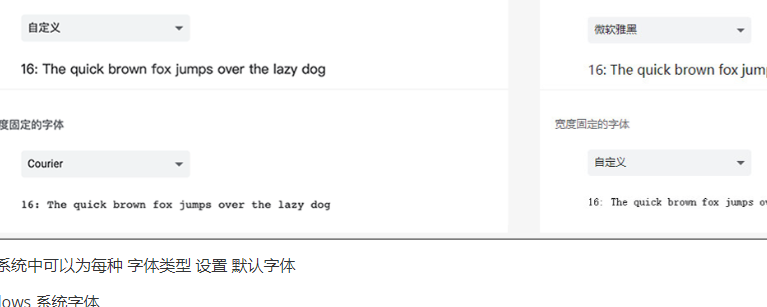 自定义
16: The quick brown fox jumps over the lazy dog
度固定的字体
Courier
16: The quick brown fox jumps over the lazy dog
微软雅黑
16: The quick brown fox jum
宽度固定的字体
自定义
16: The quick brown fox jumps o
系统中可以为每种 字体类型 设置 默认字体
lows 系统字体